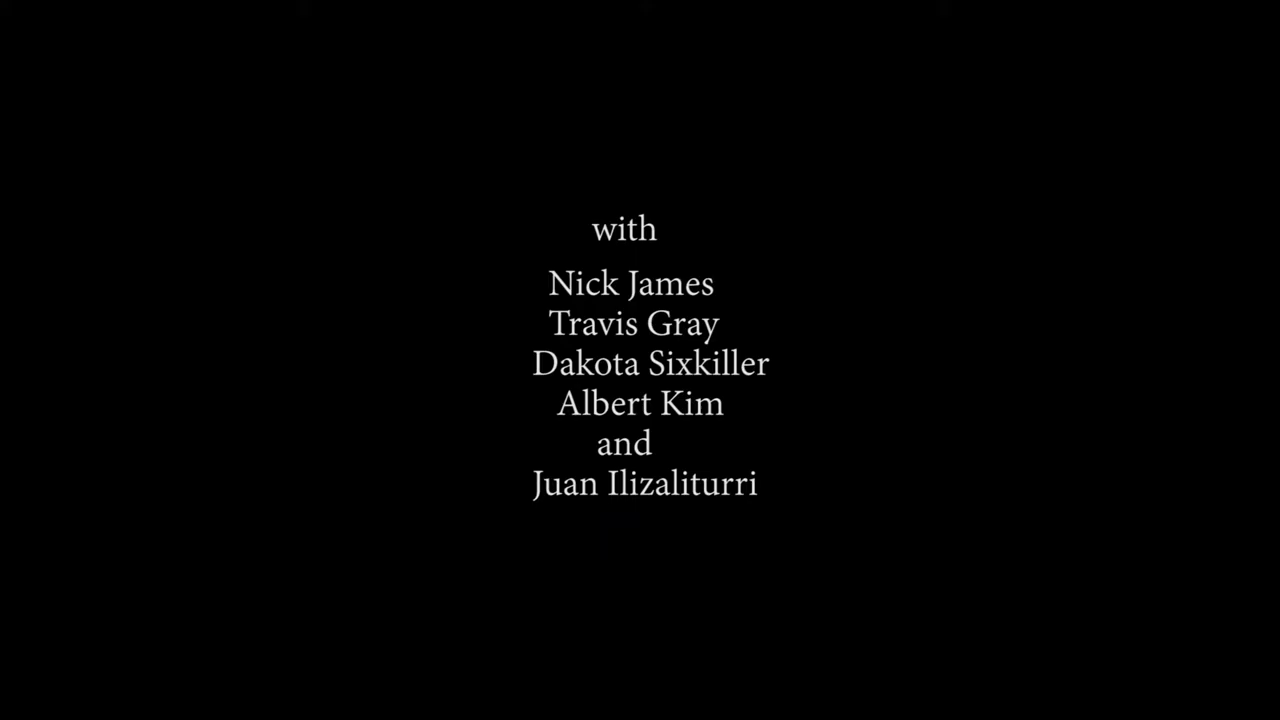 with
Nick James
Travis Gray
Dakota Sixkiller
Albert Kim
and
Juan Ilizaliturri